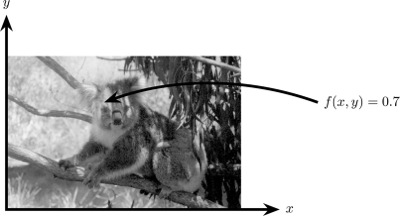 y
f(x, y) = 0.7
x